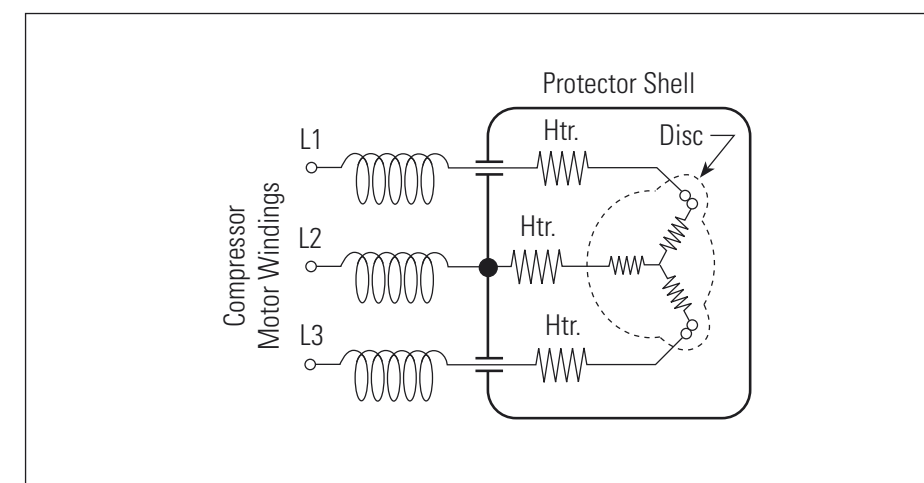 Protector Shell
Htr.
Disc
L1
Htr.
L2
Compressor
Motor Windings
Htr.
L3